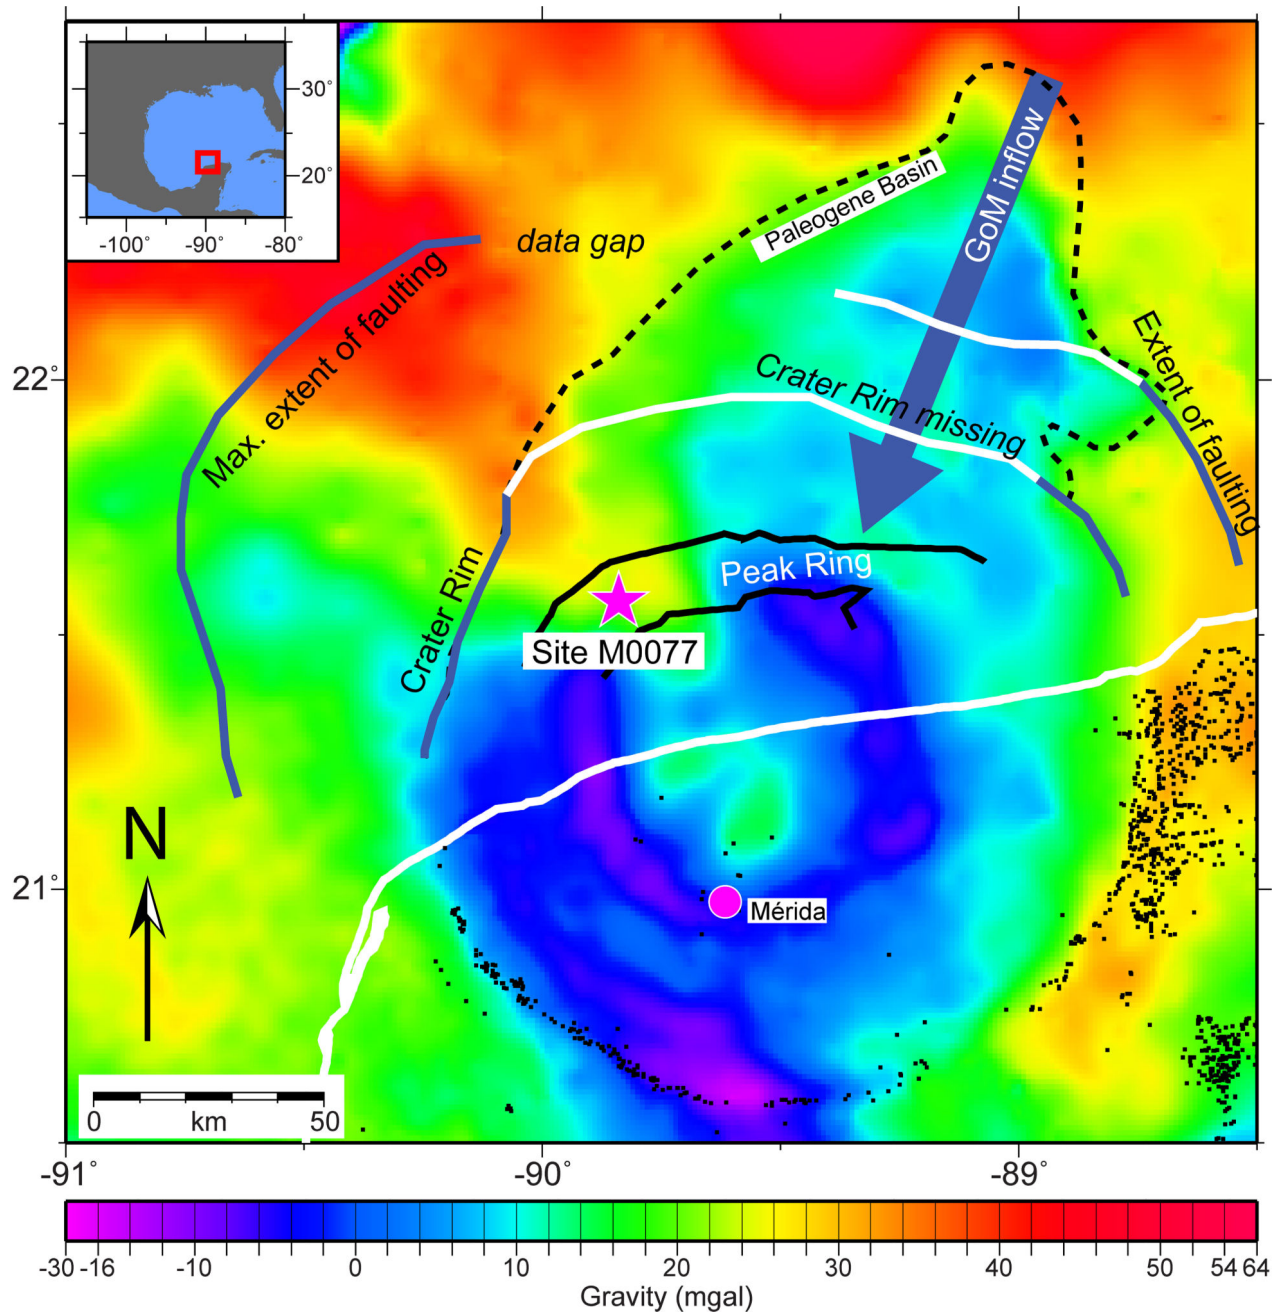 30°
20°
-100°
-90°
-80°
data gap
Paleogene Basin
GoM inflow
Max. extent of faulting
Extent of faulting
Crater Rim missing
22°
Peak Ring
Crater Rim
Site M0077
N
21°
Mérida
0
km
50
-91°
-90°
-89°
-30 -16 -10 0 10 20 30 40 50 54 64
Gravity (mgal)